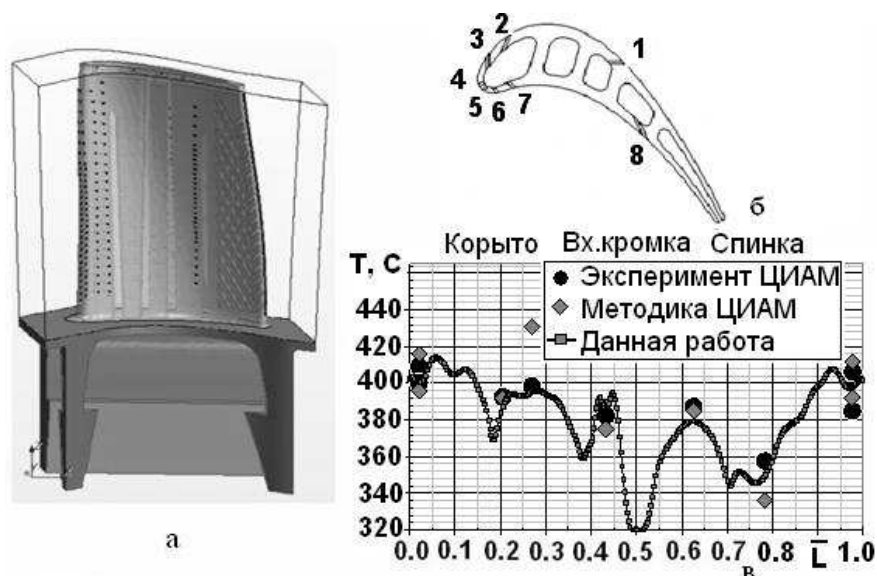 2
3
1
4
5
6
7
8
б
Корыто Вх.кромка Спинка
T, C
Эксперимент ЦИАМ
Методика ЦИАМ
Данная работа
440
420
400
380
360
340
320
0.0 0.1 0.2 0.3 0.4 0.5 0.6 0.7 0.8 L 1.0
а
в